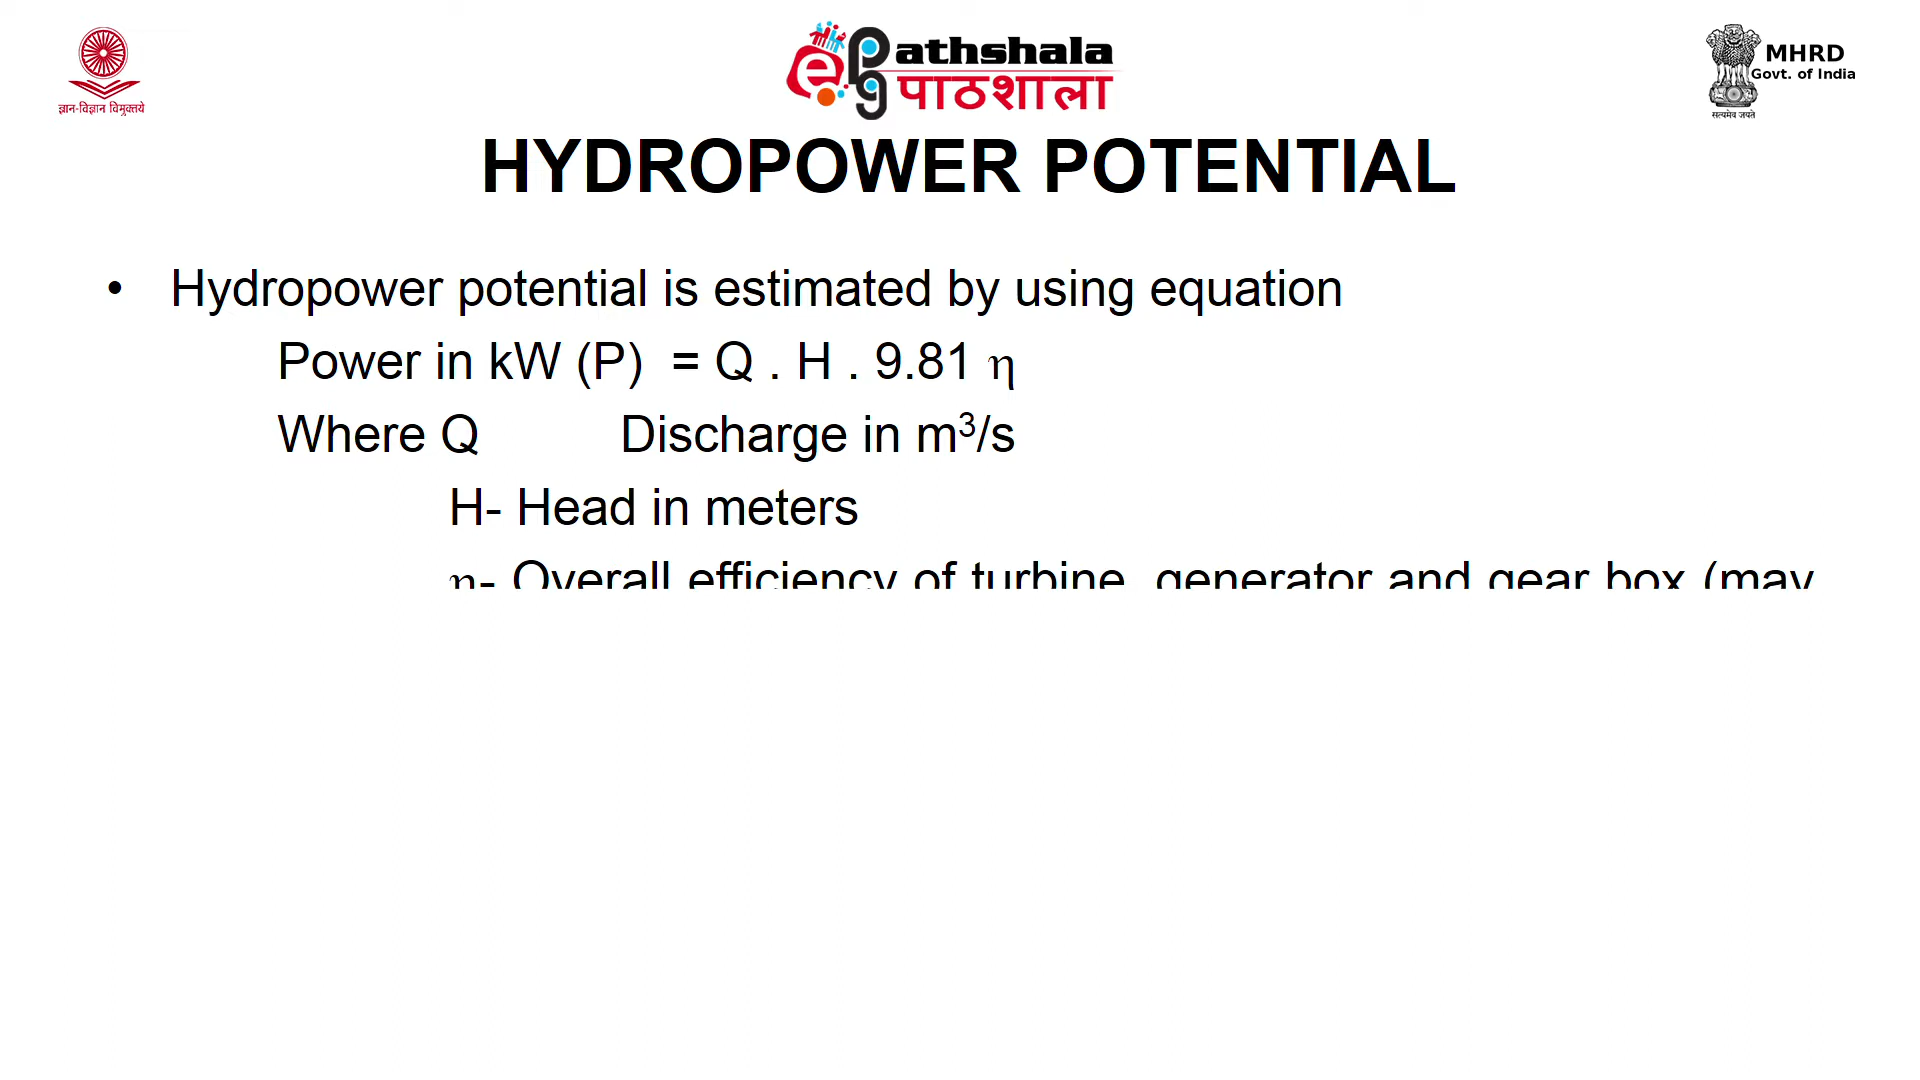 ज्ञान-विज्ञान विमुक्तये
e Pg athshala
पाठशाला
MHRD
Govt. of India
सत्यमेव जयते
HYDROPOWER POTENTIAL
• Hydropower potential is estimated by using equation
Power in kW (P) = Q . H . 9.81 η
Where Q Discharge in m³/s
H- Head in meters
η- Overall efficiency of turbine, generator and gear box (may